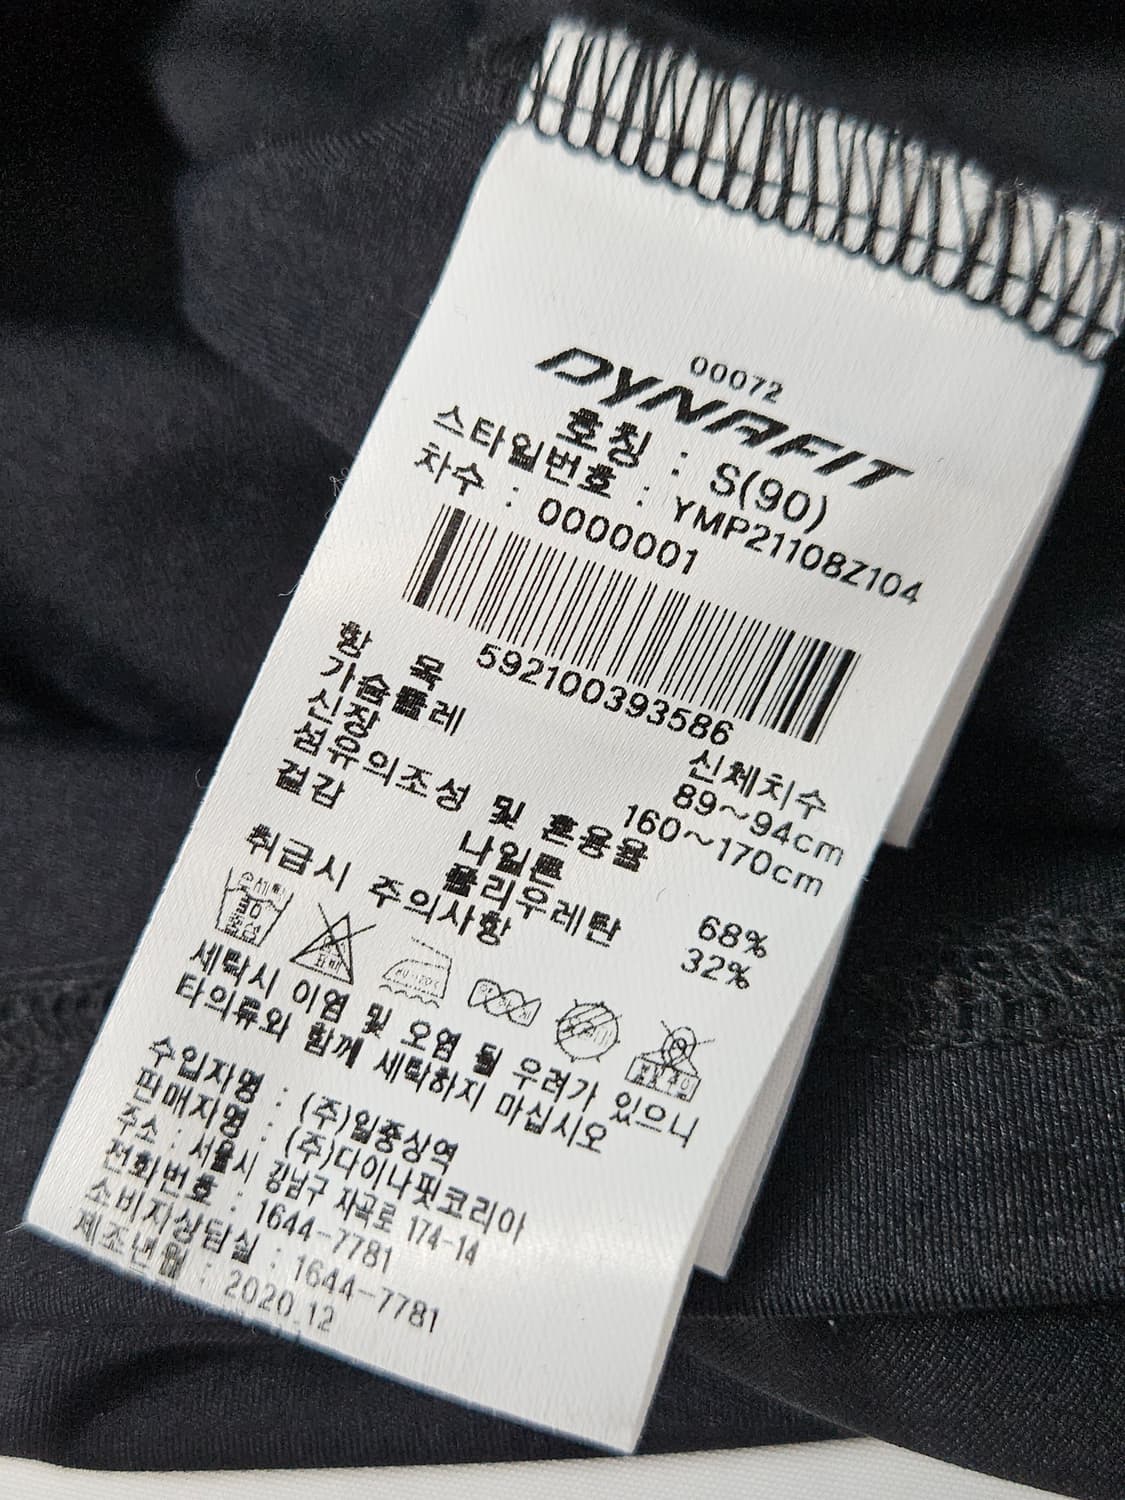 00072
DYNAFIT
호칭 : S(90)
스타일번호 : YMP21108Z104
차수 : 0000001
592100393586
항 목 신체치수
가슴둘레 89~94cm
신장 160~170cm
섬유의조성 및 혼용율
겉감 나일론 68%
폴리우레탄 32%
취급시 주의사항
세탁시 이염 및 오염 될 우려가 있으니
타의류와 함께 세탁하지 마십시오
수입자명 : (주)일중상역
판매자명 : (주)다이나핏코리아
주소 : 서울시 강남구 자곡로 174-14
전화번호 : 1644-7781
소비자상담실 : 1644-7781
제조년월 : 2020.12